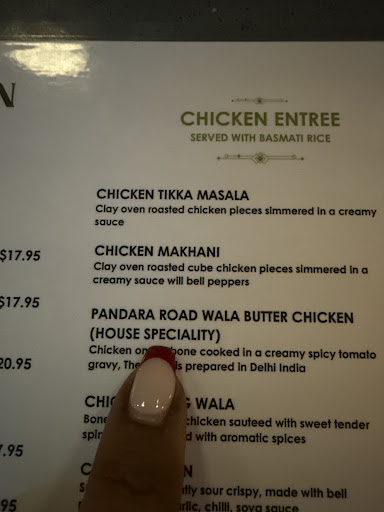 N
CHICKEN ENTREE
SERVED WITH BASMATI RICE
CHICKEN TIKKA MASALA
Clay oven roasted chicken pieces simmered in a creamy
sauce
$17.95
CHICKEN MAKHANI
Clay oven roasted cube chicken pieces simmered in a
creamy sauce will bell peppers
$17.95
PANDARA ROAD WALA BUTTER CHICKEN
(HOUSE SPECIALITY)
Chicken on bone cooked in a creamy spicy tomato
20.95
gravy, The is prepared in Delhi India
WALA
Bone chicken sauteed with sweet tender
with aromatic spices
7.95
sour crispy, made with bell
.95
chilli, soya sauce